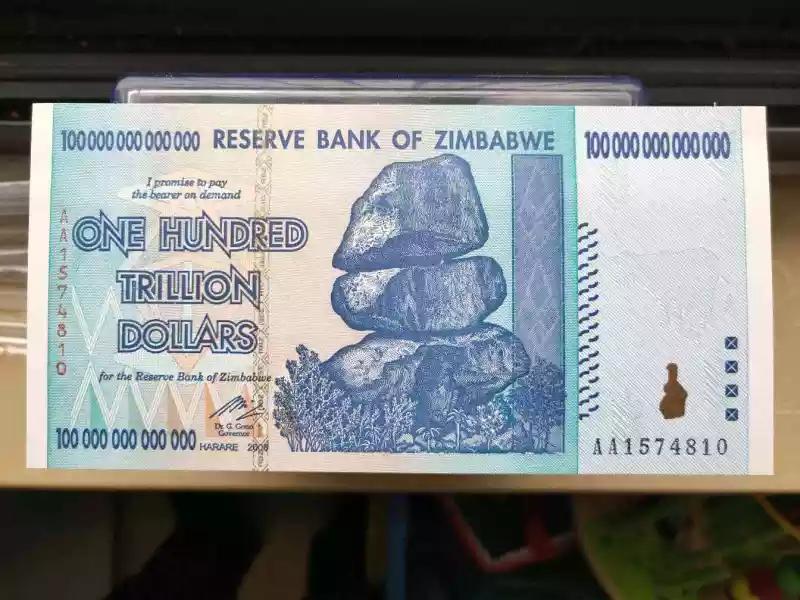 100 000 000 000 000 RESERVE BANK OF ZIMBABWE 100 000 000 000 000
I promise to pay
the bearer on demand
ONE HUNDRED
TRILLION
DOLLARS
for the Reserve Bank of Zimbabwe
Dr. G. Gono
Governor
100 000 000 000 000 HARARE 2008
AA1574810
AA1574810